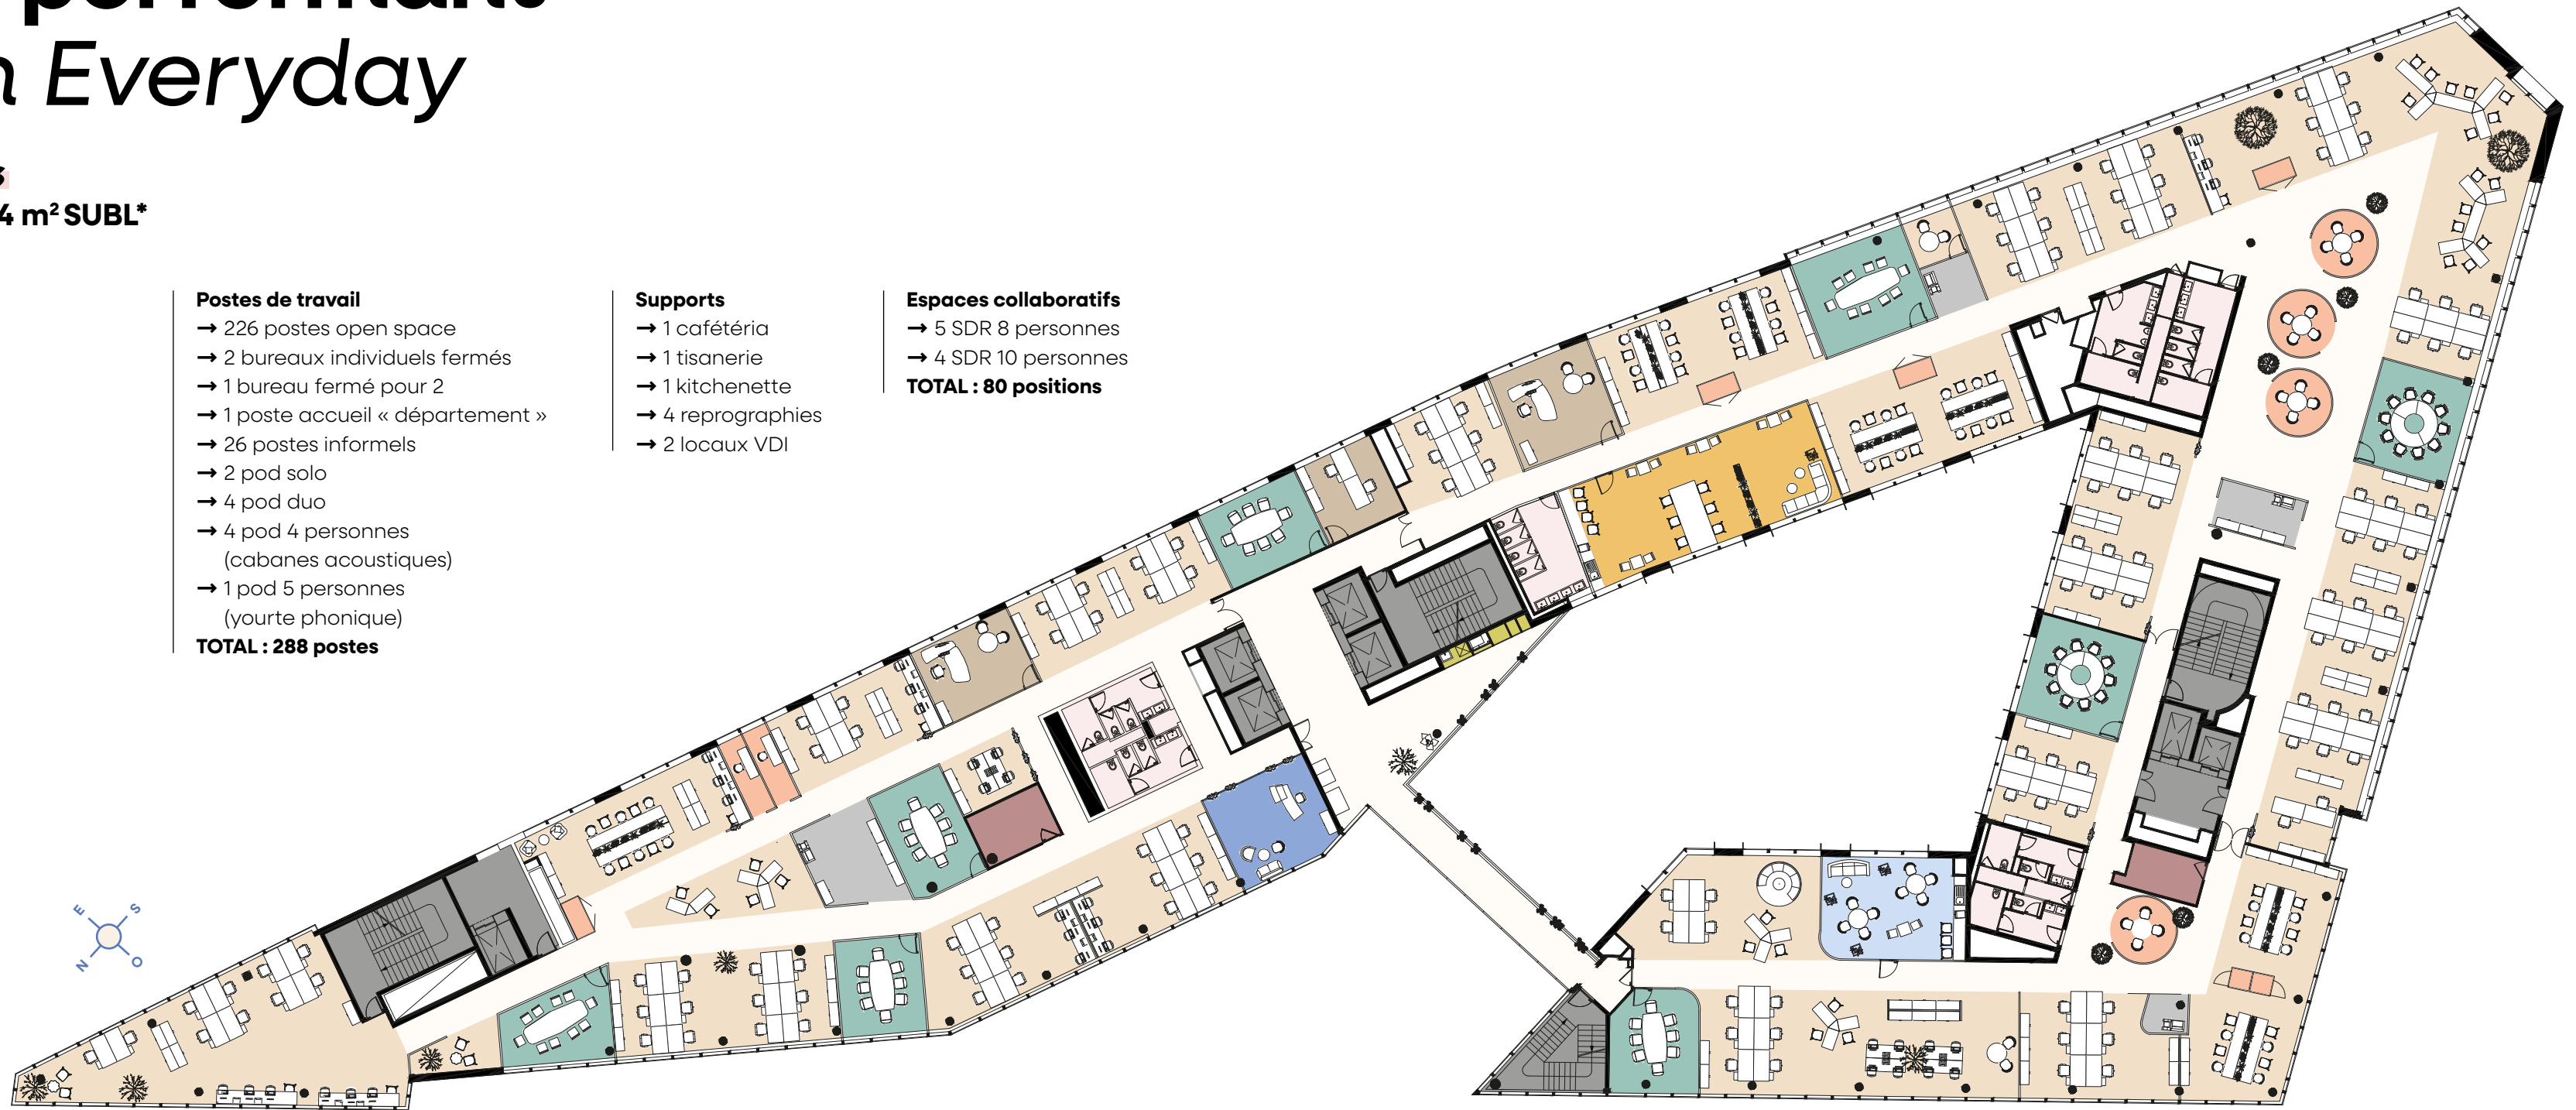 n Everyday
4 m² SUBL*
Postes de travail
→ 226 postes open space
→ 2 bureaux individuels fermés
→ 1 bureau fermé pour 2
→ 1 poste accueil « département »
→ 26 postes informels
→ 2 pod solo
→ 4 pod duo
→ 4 pod 4 personnes
(cabanes acoustiques)
→ 1 pod 5 personnes
(yourte phonique)
TOTAL : 288 postes
Supports
→ 1 cafétéria
→ 1 tisanerie
→ 1 kitchenette
→ 4 reprographies
→ 2 locaux VDI
Espaces collaboratifs
→ 5 SDR 8 personnes
→ 4 SDR 10 personnes
TOTAL : 80 positions
E S
N O